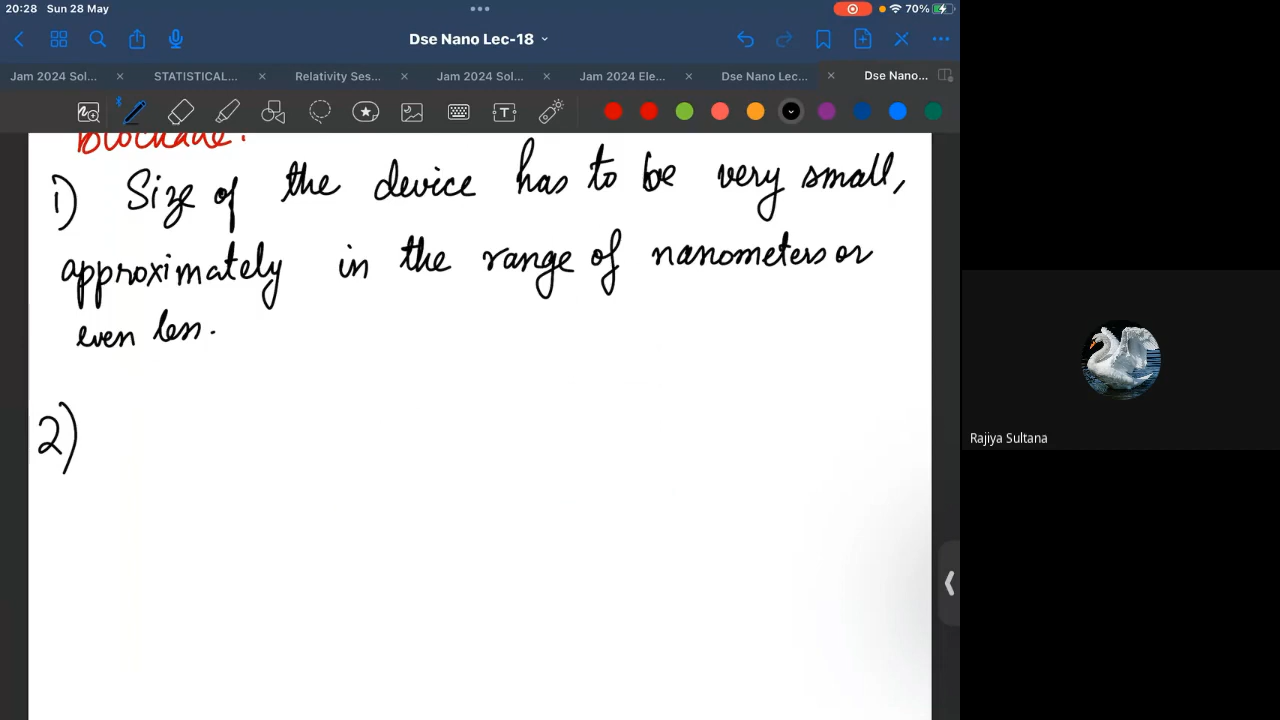 20:28 Sun 28 May
70%
Dse Nano Lec-18
Jam 2024 Sol...
STATISTICAL...
Relativity Ses...
Jam 2024 Sol...
Jam 2024 Ele...
Dse Nano Lec...
Dse Nano...
Blockade:
1) Size of the device has to be very small,
approximately in the range of nanometers or
even less.
2)
Rajiya Sultana